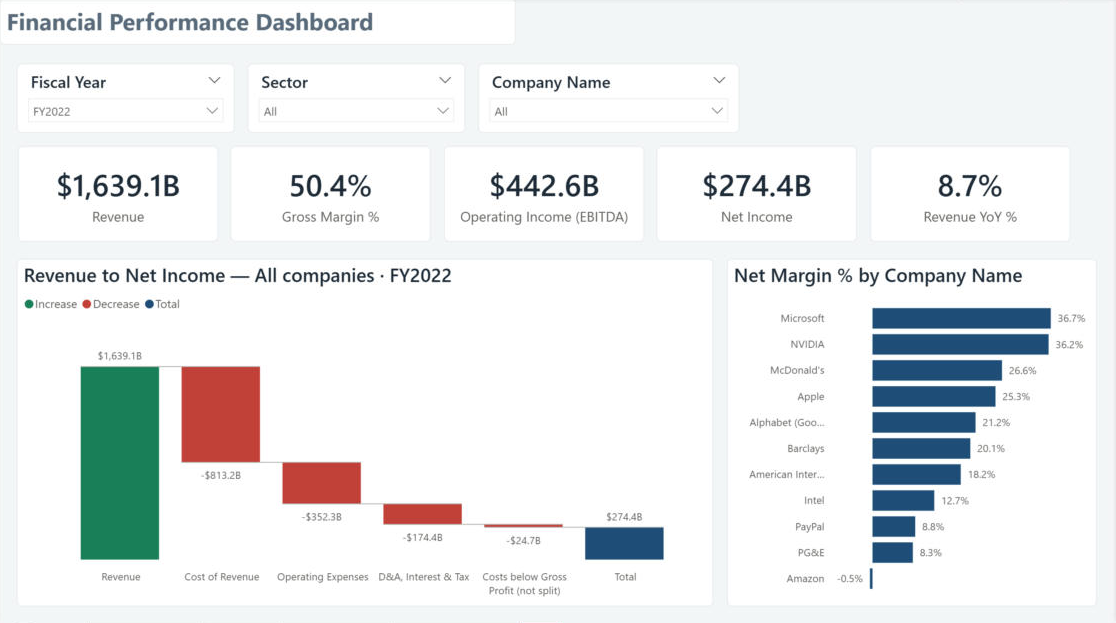 Financial Performance Dashboard
Fiscal Year
FY2022
Sector
All
Company Name
All
$1,639.1B
Revenue
50.4%
Gross Margin %
$442.6B
Operating Income (EBITDA)
$274.4B
Net Income
8.7%
Revenue YoY %
Revenue to Net Income — All companies · FY2022
Increase Decrease Total
$1,639.1B
-$813.2B
-$352.3B
-$174.4B
-$24.7B
$274.4B
Revenue
Cost of Revenue
Operating Expenses
D&A, Interest & Tax
Costs below Gross
Profit (not split)
Total
Net Margin % by Company Name
Microsoft 36.7%
NVIDIA 36.2%
McDonald's 26.6%
Apple 25.3%
Alphabet (Goo... 21.2%
Barclays 20.1%
American Inter... 18.2%
Intel 12.7%
PayPal 8.8%
PG&E 8.3%
Amazon -0.5%